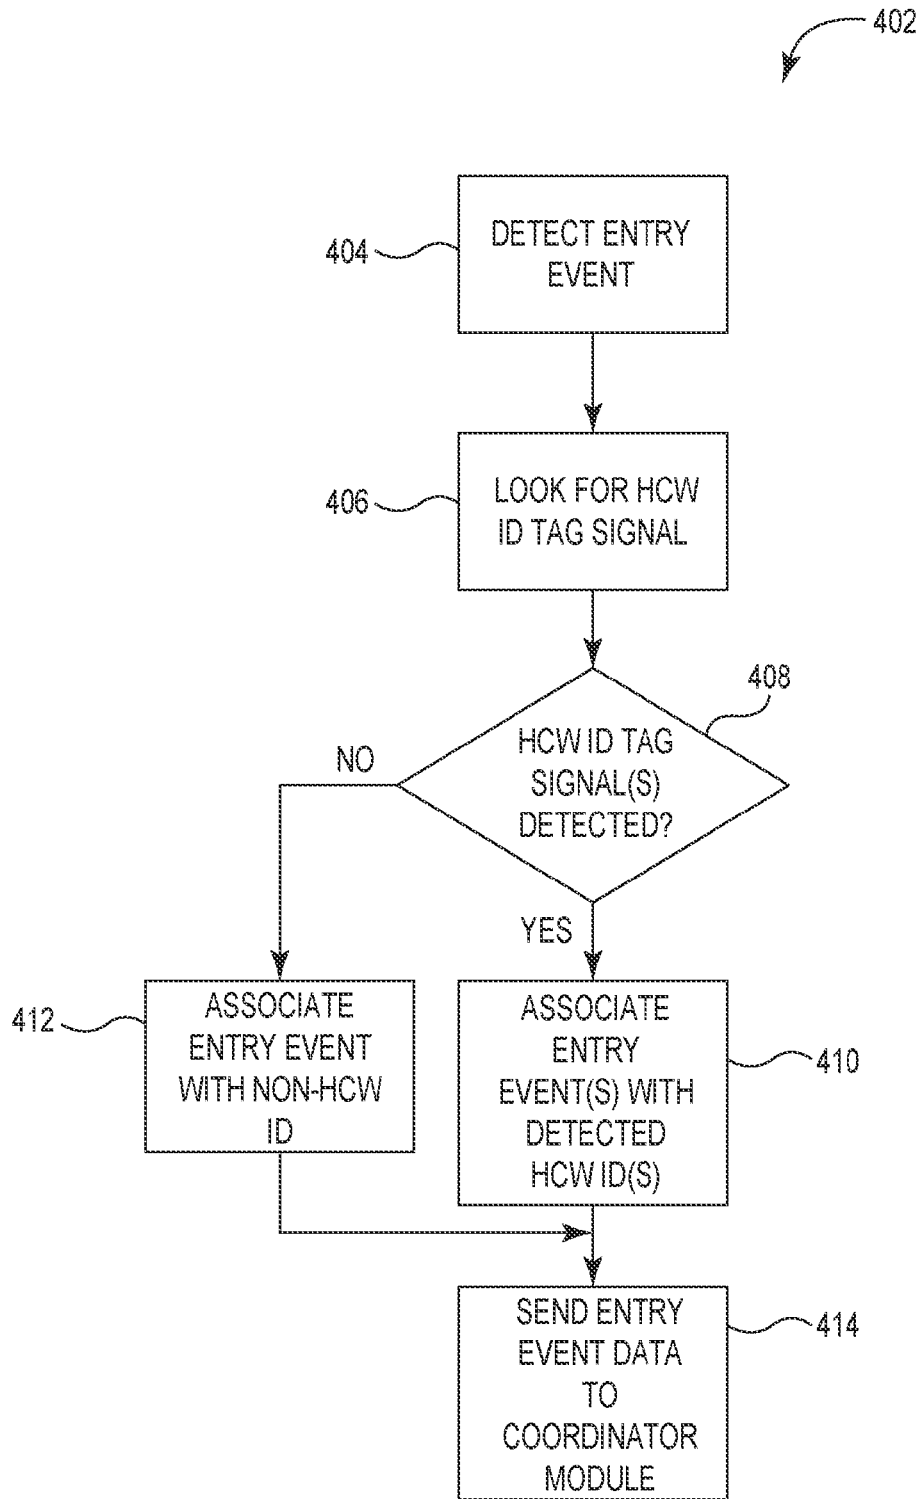 402
404
DETECT ENTRY
EVENT
406
LOOK FOR HCW
ID TAG SIGNAL
408
HCW ID TAG
SIGNAL(S)
DETECTED?
NO
YES
412
ASSOCIATE
ENTRY EVENT
WITH NON-HCW
ID
ASSOCIATE
ENTRY
EVENT(S) WITH
DETECTED
HCW ID(S)
410
SEND ENTRY
EVENT DATA
TO
COORDINATOR
MODULE
414